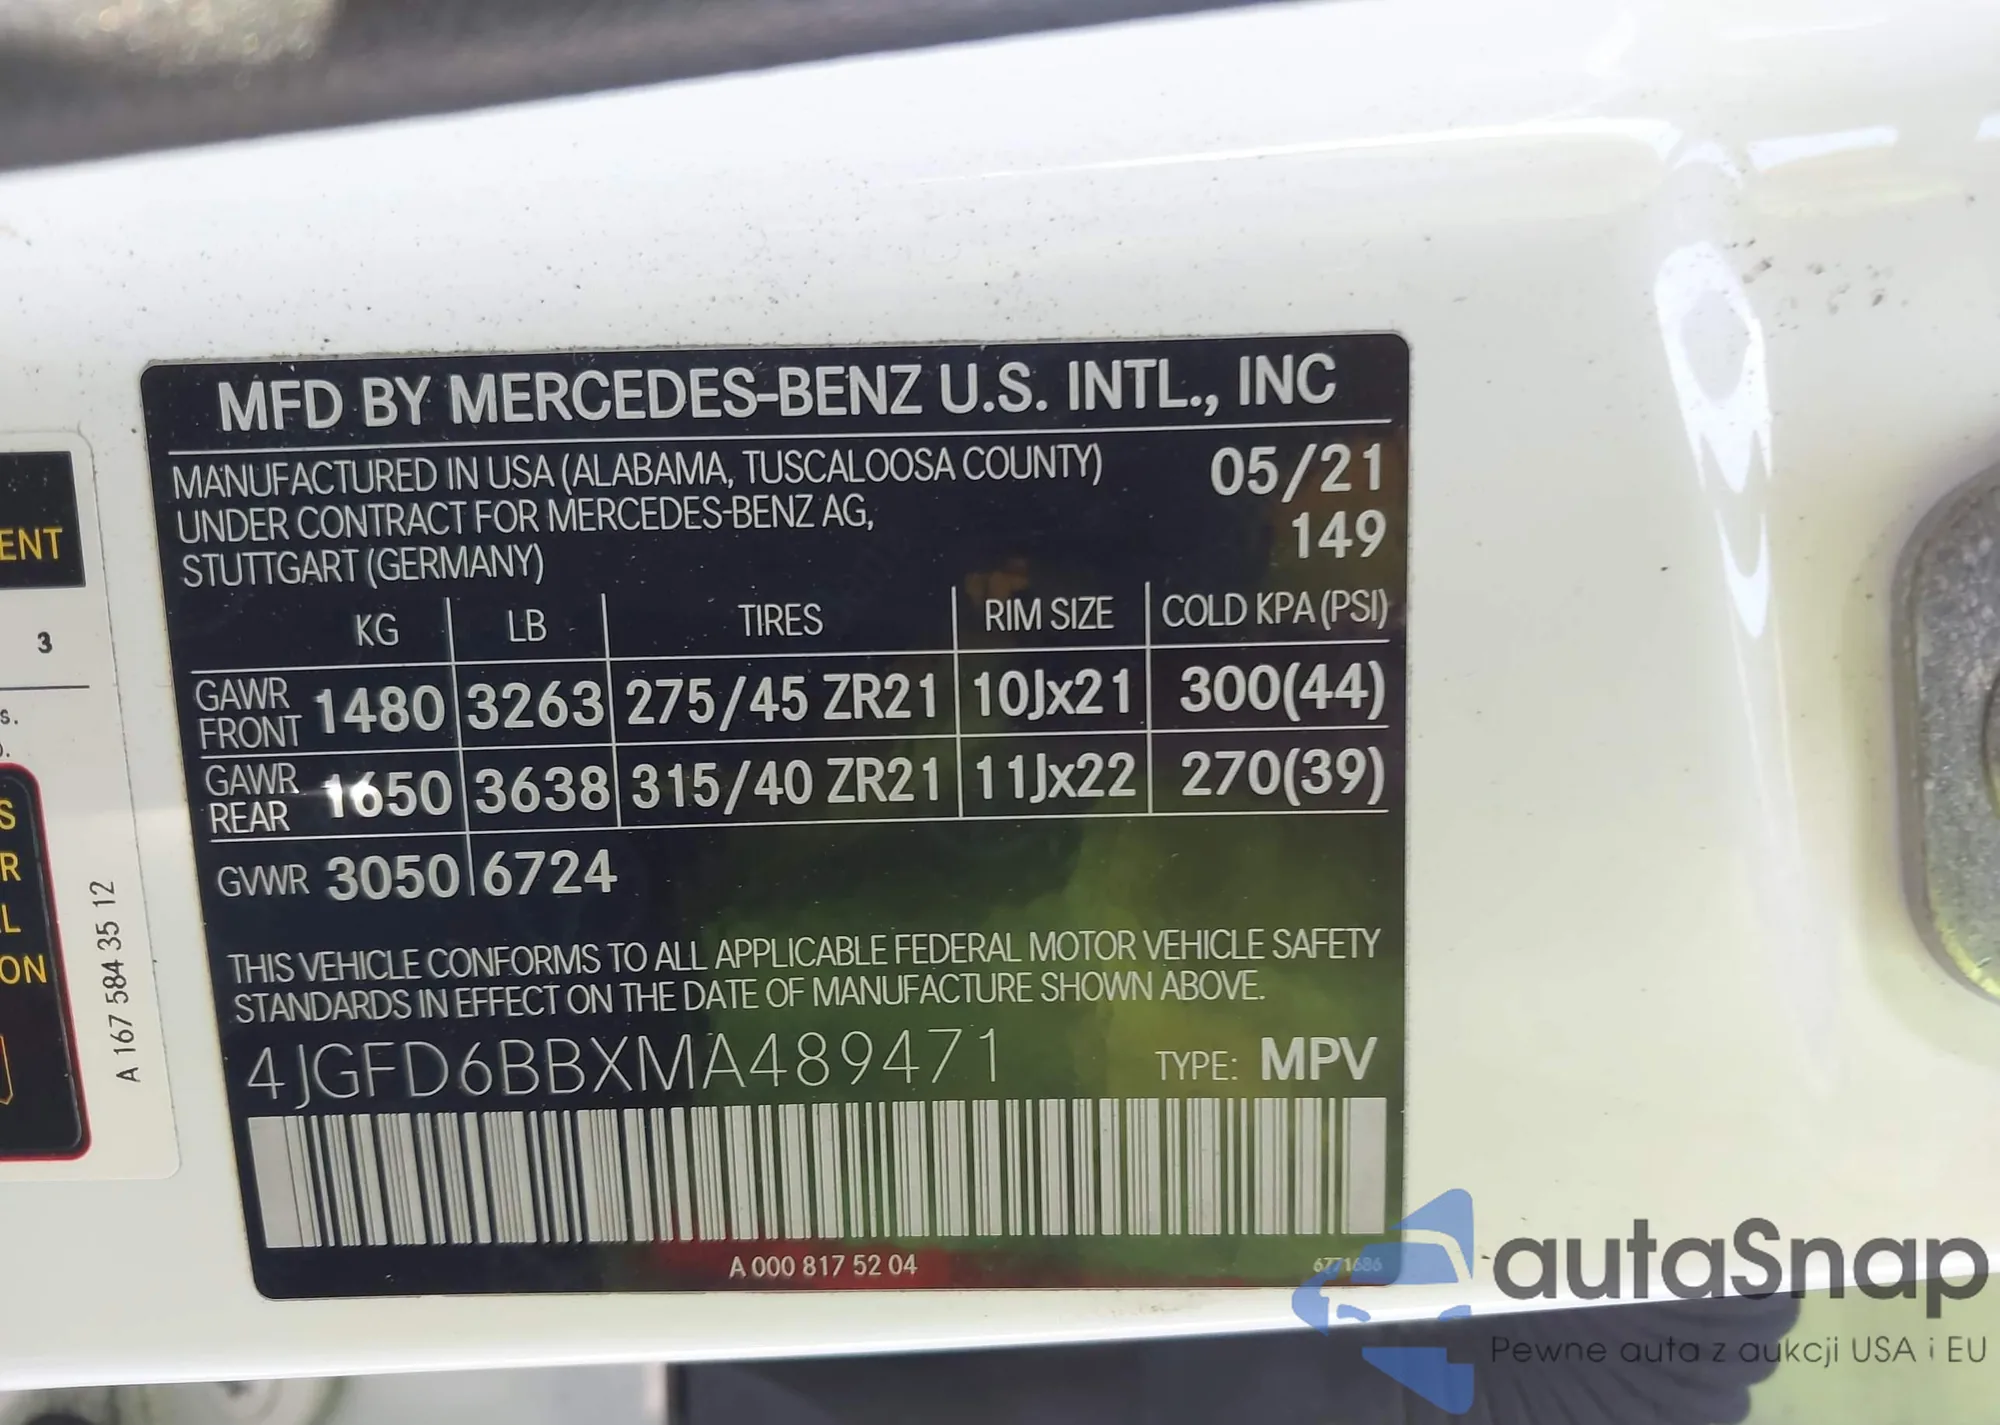 MFD BY MERCEDES-BENZ U.S. INTL., INC
MANUFACTURED IN USA (ALABAMA, TUSCALOOSA COUNTY) 05/21
UNDER CONTRACT FOR MERCEDES-BENZ AG, 149
STUTTGART (GERMANY)
KG LB TIRES RIM SIZE COLD KPA (PSI)
GAWR FRONT 1480 3263 275/45 ZR21 10Jx21 300(44)
GAWR REAR 1650 3638 315/40 ZR21 11Jx22 270(39)
GVWR 3050 6724
THIS VEHICLE CONFORMS TO ALL APPLICABLE FEDERAL MOTOR VEHICLE SAFETY
STANDARDS IN EFFECT ON THE DATE OF MANUFACTURE SHOWN ABOVE.
4JGFD6BBXMA489471 TYPE: MPV
A 000 817 52 04 6771686
ENT
3
s.
S
R
L
ON
A 167 584 35 12
autaSnap
Pewne auta z aukcji USA i EU